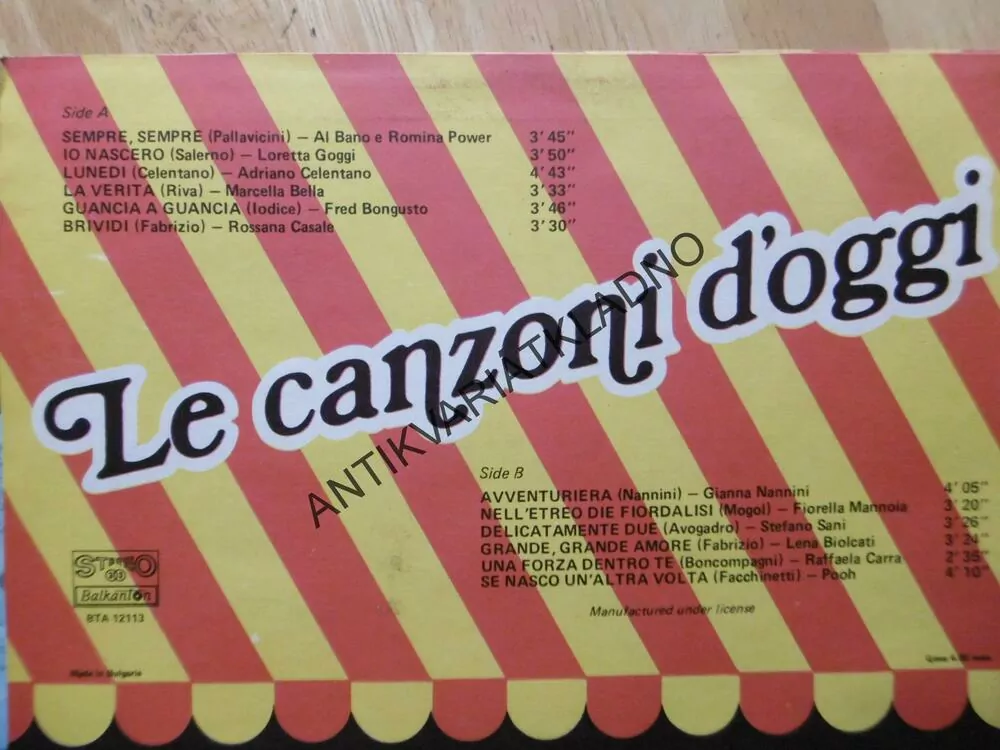 Side A
SEMPRE, SEMPRE (Pallavicini) — Al Bano e Romina Power 3'45"
IO NASCERO (Salerno) — Loretta Goggi 3'50"
LUNEDI (Celentano) — Adriano Celentano 4'43"
LA VERITA (Riva) — Marcella Bella 3'33"
GUANCIA A GUANCIA (Iodice) — Fred Bongusto 3'46"
BRIVIDI (Fabrizio) — Rossana Casale 3'30"
Le canzoni d'oggi
ANTIKVARIATKLADNO
Side B
AVVENTURIERA (Nannini) — Gianna Nannini 4'05"
NELL'ETREO DIE FIORDALISI (Mogol) — Fiorella Mannoia 3'20"
DELICATAMENTE DUE (Avogadro) — Stefano Sani 3'26"
GRANDE, GRANDE AMORE (Fabrizio) — Lena Biolcati 3'24"
UNA FORZA DENTRO TE (Boncompagni) — Raffaela Carra 2'35"
SE NASCO UN'ALTRA VOLTA (Facchinetti) — Pooh 4'10"
Manufactured under license
STEREO
33
Balkanton
BTA 12113
Made in Bulgaria